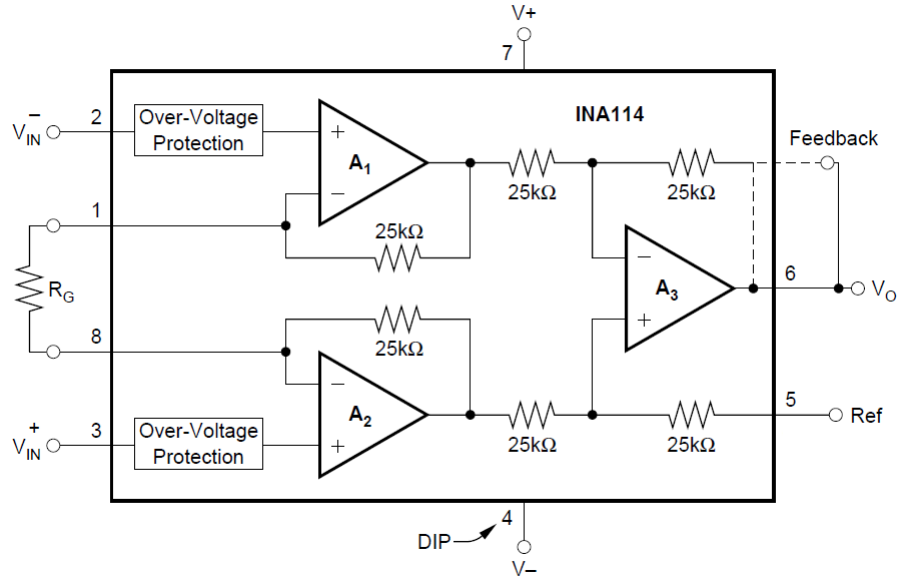 V+
7
INA114
V–IN
2
Over-Voltage
Protection
+
A1
–
25kΩ
25kΩ
Feedback
1
25kΩ
RG
–
A3
+
6
VO
8
25kΩ
–
A2
+
25kΩ
25kΩ
5
Ref
V+IN
3
Over-Voltage
Protection
DIP
4
V–